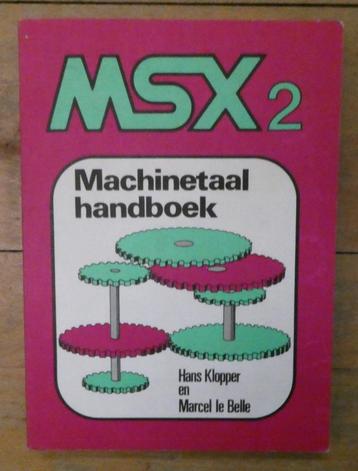 MSX 2
Machinetaal
handboek
Hans Klopper
en
Marcel le Belle